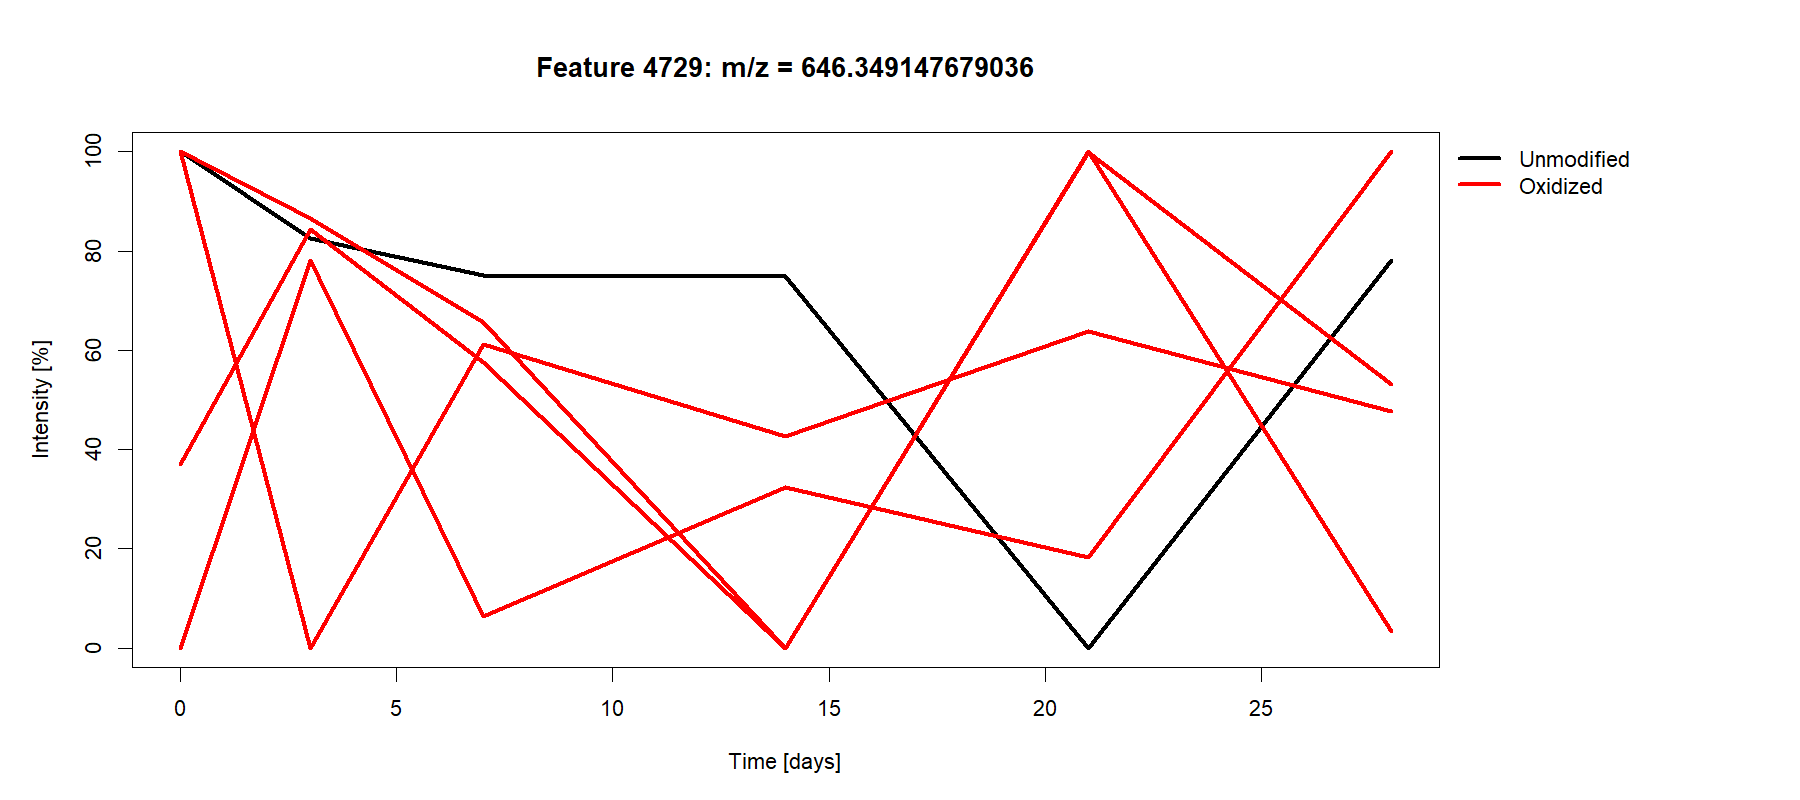 Feature 4729: m/z = 646.349147679036
Unmodified
Oxidized
100
80
60
40
20
0
Intensity [%]
0 5 10 15 20 25
Time [days]